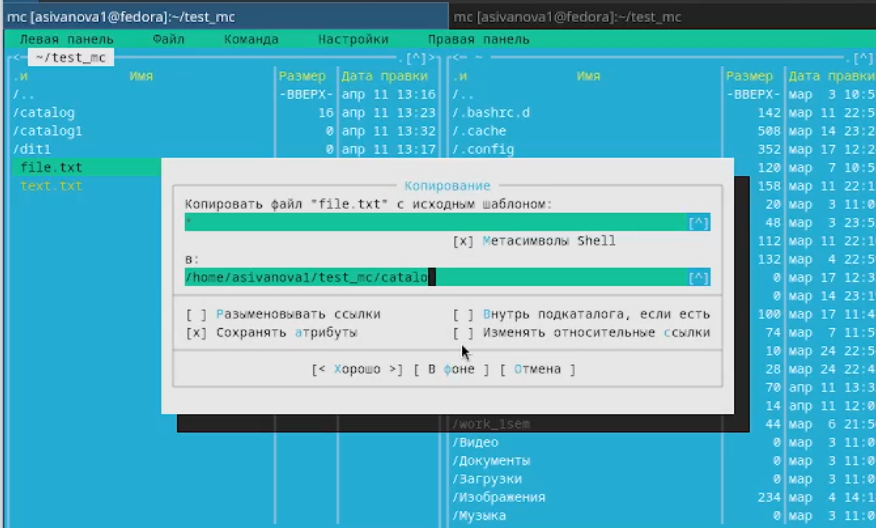 mc [asivanova1@fedora]:~/test_mc mc [asivanova1@fedora]:~/test_mc
Левая панель Файл Команда Настройки Правая панель
<— ~/test_mc .[^]> <— ~ .[^]
.и Имя Размер Дата правки .и Имя Размер Дата правки
/.. -ВВЕРХ- апр 11 13:16 /.. -ВВЕРХ- мар 3 10:5
/catalog 16 апр 11 13:23 /.bashrc.d 142 мар 11 22:
/catalog1 0 апр 11 13:32 /.cache 508 мар 14 23:2
/dit1 0 апр 11 13:17 /.config 352 мар 17 12:2
file.txt 120 мар 7 10:5
text.txt 158 мар 11 22:1
Копирование
Копировать файл "file.txt" с исходным шаблоном:
* [^]
[x] Метасимволы Shell
в:
/home/asivanova1/test_mc/catalo [^]
[ ] Разыменовывать ссылки [ ] Внутрь подкаталога, если есть
[x] Сохранять атрибуты [ ] Изменять относительные ссылки
[< Хорошо >] [ В фоне ] [ Отмена ]
20 мар 3 11:0
48 мар 3 23:5
112 мар 11 22:1
132 мар 4 22:5
0 мар 17 12:3
0 мар 14 23:1
100 мар 17 11:4
74 мар 7 11:5
10 мар 24 22:5
28 мар 24 22:4
70 апр 11 13:3
14 апр 11 12:0
/work_1sem 44 мар 6 21:5
/Видео 0 мар 3 11:0
/Документы 0 мар 3 11:0
/Загрузки 0 мар 3 11:0
/Изображения 234 мар 4 14:1
/Музыка 0 мар 3 11:0